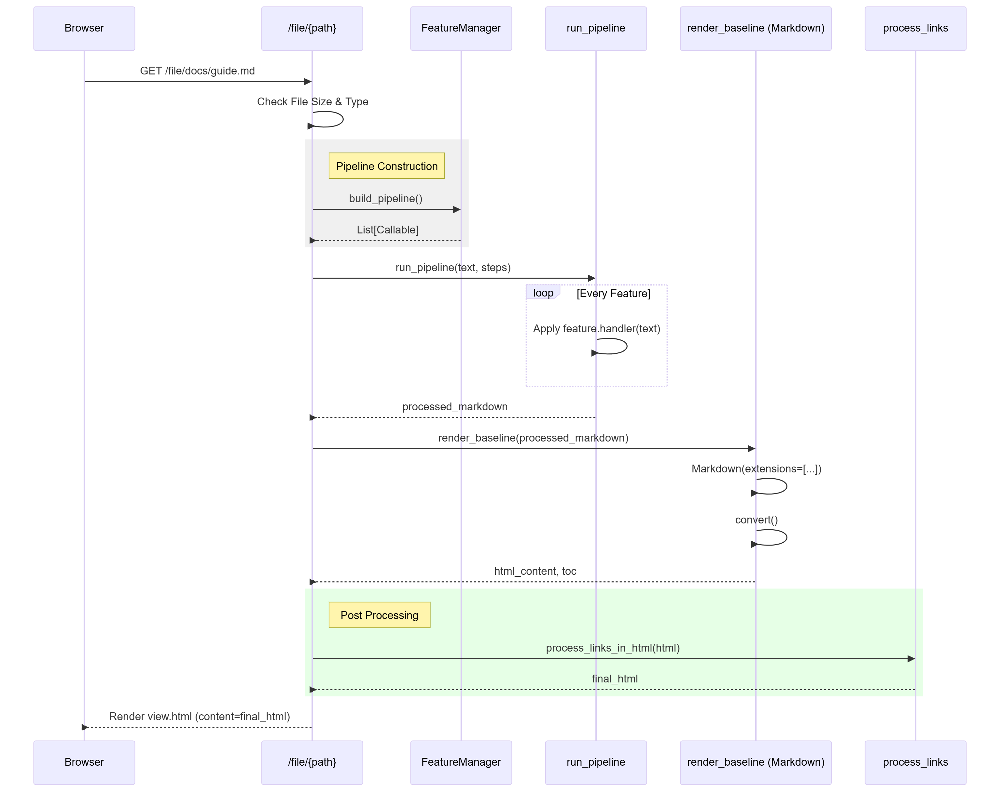 Browser
/file/{path}
FeatureManager
run_pipeline
render_baseline (Markdown)
process_links
GET /file/docs/guide.md
Check File Size & Type
Pipeline Construction
build_pipeline()
List[Callable]
run_pipeline(text, steps)
loop
[Every Feature]
Apply feature.handler(text)
processed_markdown
render_baseline(processed_markdown)
Markdown(extensions=[...])
convert()
html_content, toc
Post Processing
process_links_in_html(html)
final_html
Render view.html (content=final_html)
Browser
/file/{path}
FeatureManager
run_pipeline
render_baseline (Markdown)
process_links